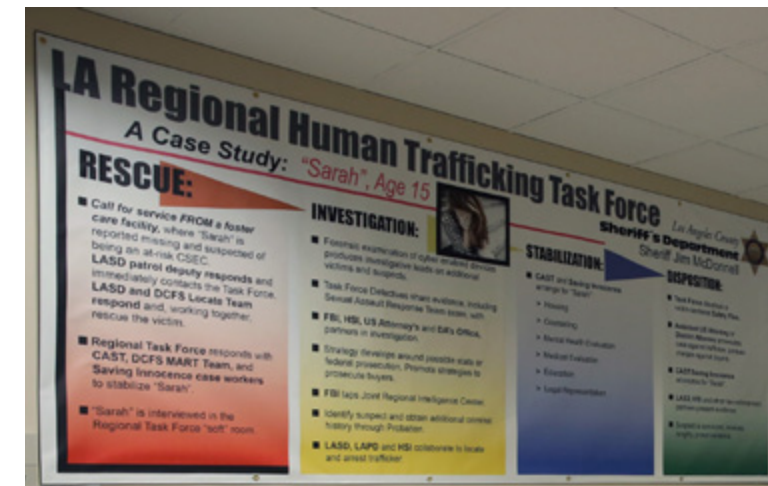 LA Regional Human Trafficking Task Force
A Case Study: "Sarah", Age 15
Los Angeles County
Sheriff's Department
Sheriff Jim McDonnell
RESCUE:
■ Call for service FROM a foster
care facility, where "Sarah" is
reported missing and suspected of
being an at-risk CSEC.
LASD patrol deputy responds and
immediately contacts the Task Force.
LASD and DCFS Locate Team
respond and, working together,
rescue the victim.
■ Regional Task Force responds with
CAST, DCFS MART Team, and
Saving Innocence case workers
to stabilize "Sarah".
■ "Sarah" is interviewed in the
Regional Task Force "soft" room.
INVESTIGATION:
■ Forensic examination of cyber enabled devices
produces investigative leads on additional
victims and suspects.
■ Task Force Detectives share evidence, including
Sexual Assault Response Team exam, with
■ FBI, HSI, US Attorney's and DA's Office,
partners in investigation.
■ Strategy develops around possible state or
federal prosecution. Promote strategies to
prosecute buyers.
■ FBI taps Joint Regional Intelligence Center.
■ Identify suspect and obtain additional criminal
history through Probation.
■ LASD, LAPD and HSI collaborate to locate
and arrest trafficker.
STABILIZATION:
■ CAST and Saving Innocence
arrange for "Sarah":
➤ Housing
➤ Counseling
➤ Mental Health Evaluation
➤ Medical Evaluation
➤ Education
➤ Legal Representation
DISPOSITION: